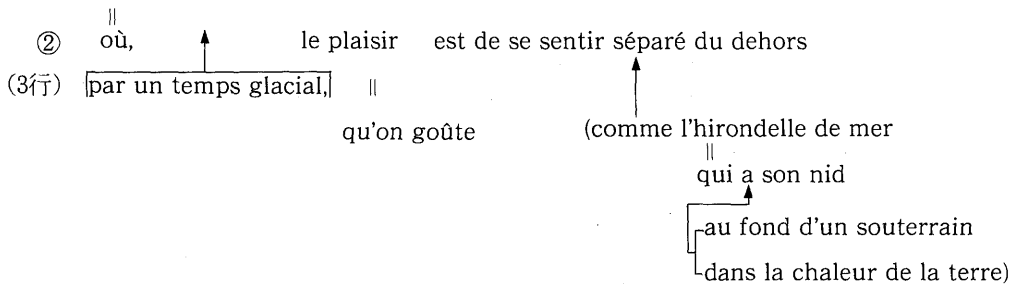 ② où, le plaisir est de se sentir séparé du dehors
(3行) par un temps glacial,
qu'on goûte (comme l'hirondelle de mer
qui a son nid
au fond d'un souterrain
dans la chaleur de la terre)